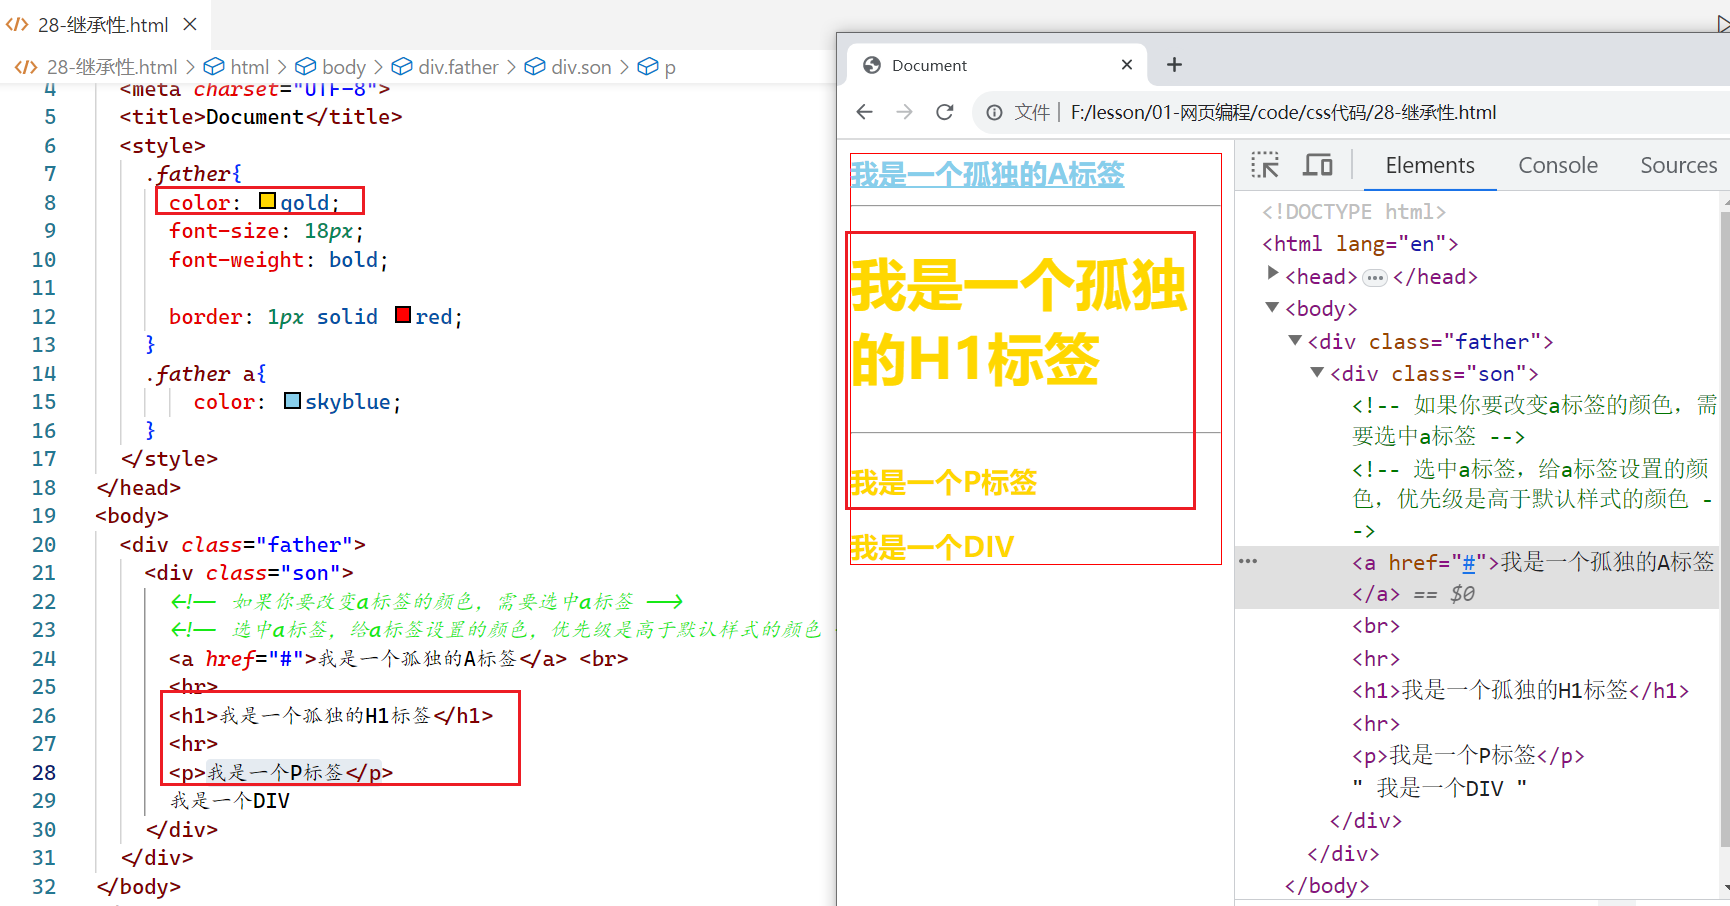 28-继承性.html
28-继承性.html > html > body > div.father > div.son > p
4 <meta charset="UTF-8">
5 <title>Document</title>
6 <style>
7 .father{
8 color: gold;
9 font-size: 18px;
10 font-weight: bold;
11
12 border: 1px solid red;
13 }
14 .father a{
15 color: skyblue;
16 }
17 </style>
18 </head>
19 <body>
20 <div class="father">
21 <div class="son">
22 <!-- 如果你要改变a标签的颜色，需要选中a标签 -->
23 <!-- 选中a标签，给a标签设置的颜色，优先级是高于默认样式的颜色
24 <a href="#">我是一个孤独的A标签</a> <br>
25 <hr>
26 <h1>我是一个孤独的H1标签</h1>
27 <hr>
28 <p>我是一个P标签</p>
29 我是一个DIV
30 </div>
31 </div>
32 </body>
Document
文件 | F:/lesson/01-网页编程/code/css代码/28-继承性.html
我是一个孤独的A标签
我是一个孤独
的H1标签
我是一个P标签
我是一个DIV
Elements Console Sources
<!DOCTYPE html>
<html lang="en">
<head> ••• </head>
<body>
<div class="father">
<div class="son">
<!-- 如果你要改变a标签的颜色，需
要选中a标签 -->
<!-- 选中a标签，给a标签设置的颜
色，优先级是高于默认样式的颜色 -
->
<a href="#">我是一个孤独的A标签
</a> == $0
<br>
<hr>
<h1>我是一个孤独的H1标签</h1>
<hr>
<p>我是一个P标签</p>
" 我是一个DIV "
</div>
</div>
</body>